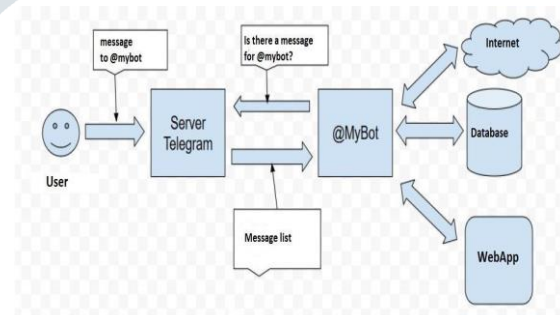 message
to @mybot
Is there a message
for @mybot?
Internet
Server
Telegram
@MyBot
Database
User
Message list
WebApp